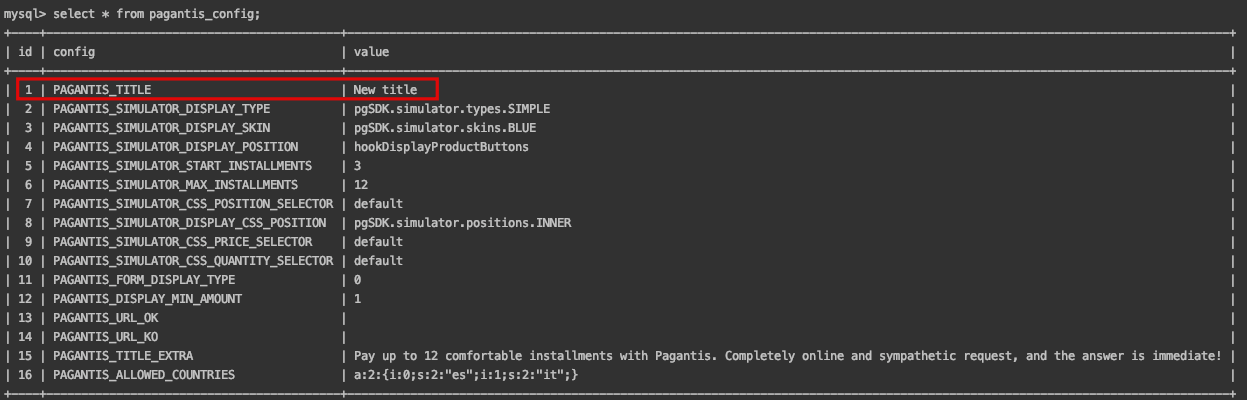 mysql> select * from pagantis_config;
| id | config | value |
| 1 | PAGANTIS_TITLE | New title |
| 2 | PAGANTIS_SIMULATOR_DISPLAY_TYPE | pgSDK.simulator.types.SIMPLE |
| 3 | PAGANTIS_SIMULATOR_DISPLAY_SKIN | pgSDK.simulator.skins.BLUE |
| 4 | PAGANTIS_SIMULATOR_DISPLAY_POSITION | hookDisplayProductButtons |
| 5 | PAGANTIS_SIMULATOR_START_INSTALLMENTS | 3 |
| 6 | PAGANTIS_SIMULATOR_MAX_INSTALLMENTS | 12 |
| 7 | PAGANTIS_SIMULATOR_CSS_POSITION_SELECTOR | default |
| 8 | PAGANTIS_SIMULATOR_DISPLAY_CSS_POSITION | pgSDK.simulator.positions.INNER |
| 9 | PAGANTIS_SIMULATOR_CSS_PRICE_SELECTOR | default |
| 10 | PAGANTIS_SIMULATOR_CSS_QUANTITY_SELECTOR | default |
| 11 | PAGANTIS_FORM_DISPLAY_TYPE | 0 |
| 12 | PAGANTIS_DISPLAY_MIN_AMOUNT | 1 |
| 13 | PAGANTIS_URL_OK | |
| 14 | PAGANTIS_URL_KO | |
| 15 | PAGANTIS_TITLE_EXTRA | Pay up to 12 comfortable installments with Pagantis. Completely online and sympathetic request, and the answer is immediate! |
| 16 | PAGANTIS_ALLOWED_COUNTRIES | a:2:{i:0;s:2:"es";i:1;s:2:"it";} |